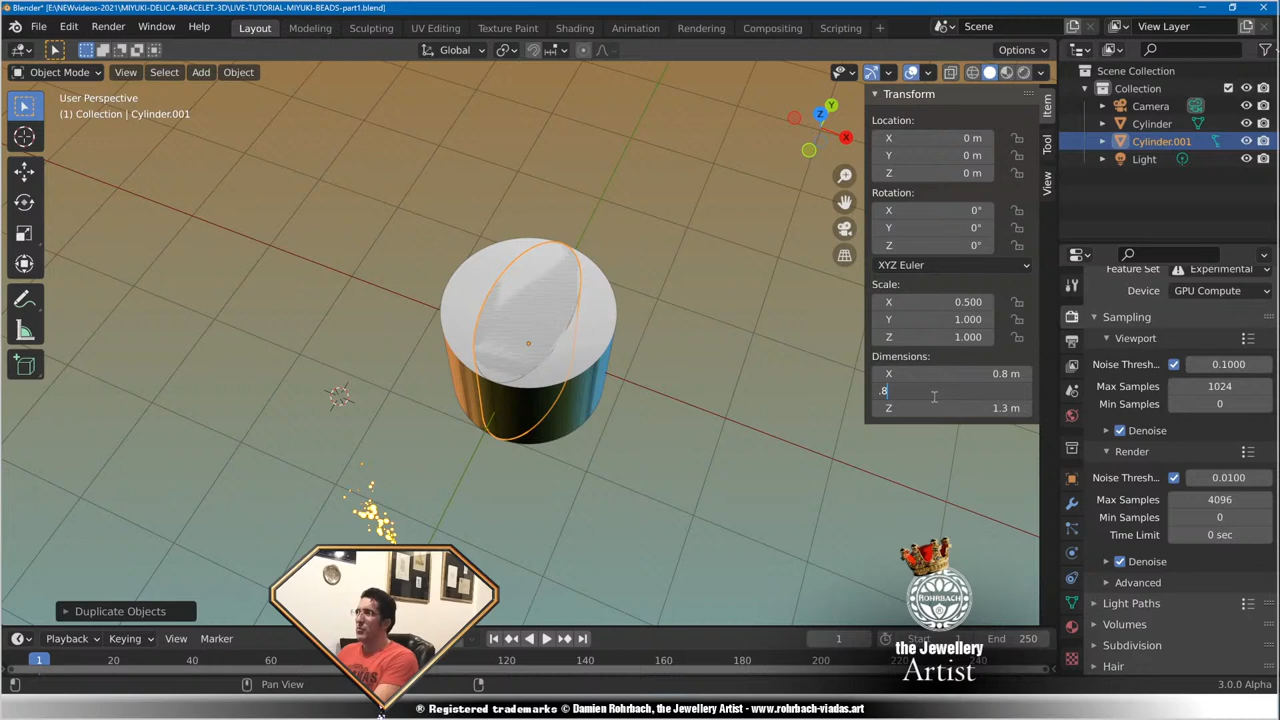 Blender* [E:\NEWvideos-2021\MIYUKI-DELICA-BRACELET-3D\LIVE-TUTORIAL-MIYUKI-BEADS-part1.blend]
File Edit Render Window Help Layout Modeling Sculpting UV Editing Texture Paint Shading Animation Rendering Compositing Scripting + Scene View Layer
Global Options
Object Mode View Select Add Object
User Perspective
(1) Collection | Cylinder.001
Z Y X
Transform
Location:
X 0 m
Y 0 m
Z 0 m
Rotation:
X 0°
Y 0°
Z 0°
XYZ Euler
Scale:
X 0.500
Y 1.000
Z 1.000
Dimensions:
X 0.8 m
.8
Z 1.3 m
Item
Tool
View
Scene Collection
Collection
Camera
Cylinder
Cylinder.001
Light
Feature Set Experimental
Device GPU Compute
Sampling
Viewport
Noise Thresh.. 0.1000
Max Samples 1024
Min Samples 0
Denoise
Render
Noise Thresh.. 0.0100
Max Samples 4096
Min Samples 0
Time Limit 0 sec
Denoise
Advanced
Light Paths
Volumes
Subdivision
Hair
Duplicate Objects
ROHRBACH
the Jewellery
Artist
Playback Keying View Marker 1 Start 1 End 250
1 20 40 60 120 140 160 180 200 220 240
Pan View 3.0.0 Alpha
® Registered trademarks © Damien Rohrbach, the Jewellery Artist - www.rohrbach-viadas.art